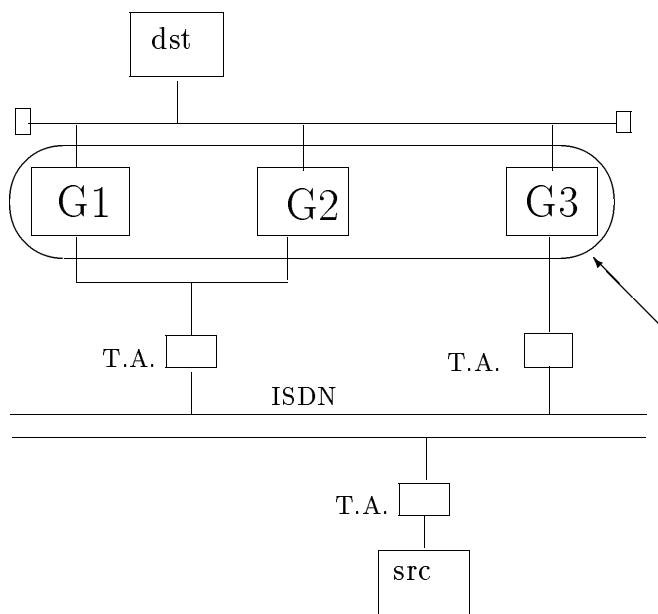 dst
G1 G2 G3
T.A. T.A.
ISDN
T.A.
src